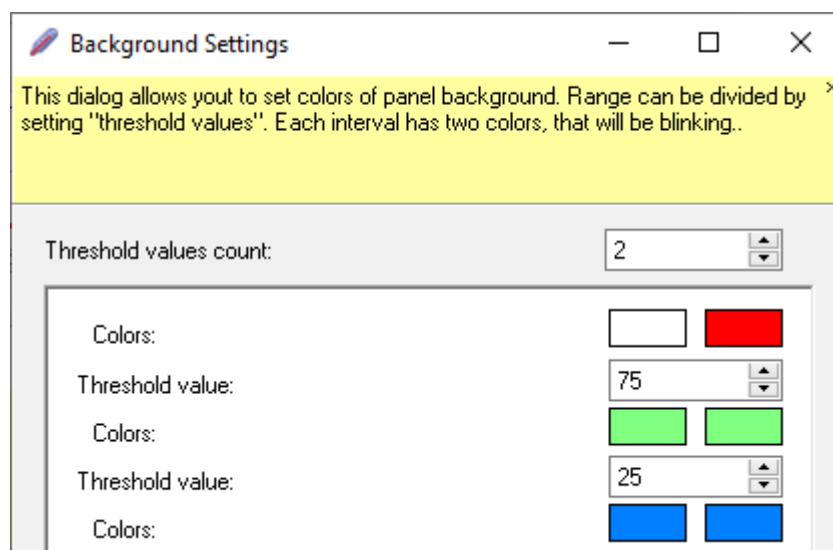 Background Settings
This dialog allows yout to set colors of panel background. Range can be divided by
setting "threshold values". Each interval has two colors, that will be blinking..
Threshold values count:
2
Colors:
Threshold value:
75
Colors:
Threshold value:
25
Colors: